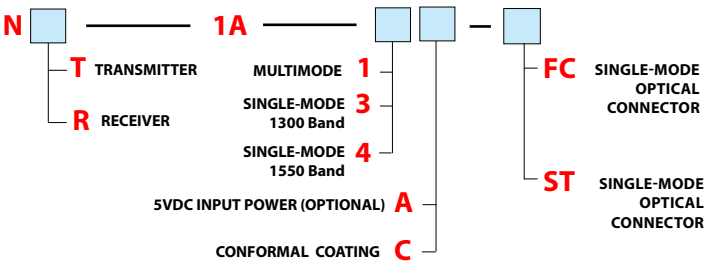 N 1A
T TRANSMITTER
R RECEIVER
MULTIMODE 1
SINGLE-MODE 3
1300 Band
SINGLE-MODE 4
1550 Band
5VDC INPUT POWER (OPTIONAL) A
CONFORMAL COATING C
FC SINGLE-MODE
OPTICAL
CONNECTOR
ST SINGLE-MODE
OPTICAL
CONNECTOR